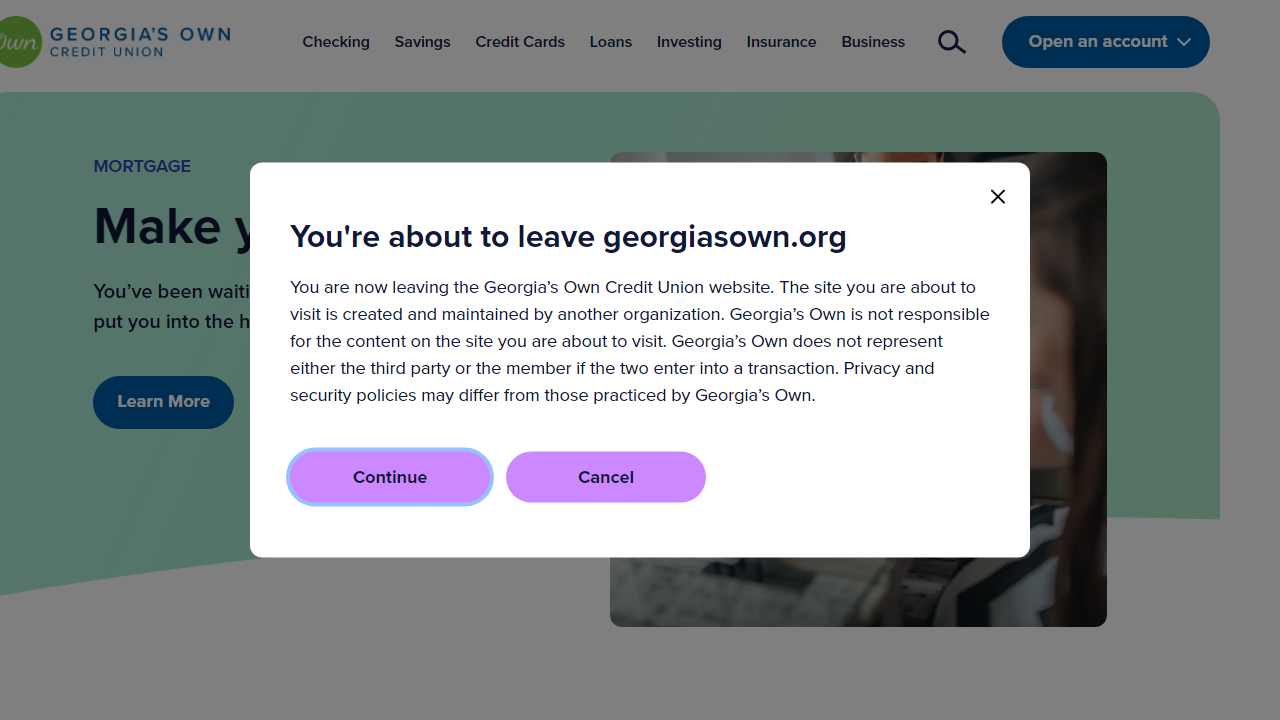 Own
GEORGIA'S OWN
CREDIT UNION
Checking
Savings
Credit Cards
Loans
Investing
Insurance
Business
Open an account
MORTGAGE
Make
You've been
put you into the
Learn More
You're about to leave georgiasown.org
You are now leaving the Georgia's Own Credit Union website. The site you are about to
visit is created and maintained by another organization. Georgia's Own is not responsible
for the content on the site you are about to visit. Georgia's Own does not represent
either the third party or the member if the two enter into a transaction. Privacy and
security policies may differ from those practiced by Georgia's Own.
Continue
Cancel